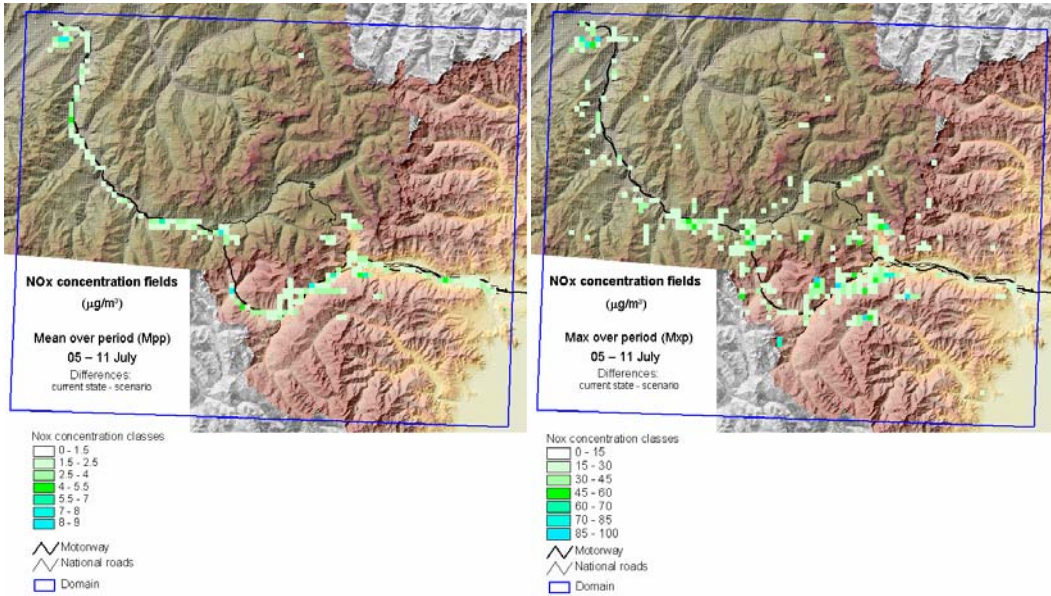 NOx concentration fields
(µg/m³)
Mean over period (Mpp)
05 – 11 July
Differences:
current state - scenario
Nox concentration classes
0 - 1.5
1.5 - 2.5
2.5 - 4
4 - 5.5
5.5 - 7
7 - 8
8 - 9
Motorway
National roads
Domain
NOx concentration fields
(µg/m³)
Max over period (Mxp)
05 – 11 July
Differences:
current state - scenario
Nox concentration classes
0 - 15
15 - 30
30 - 45
45 - 60
60 - 70
70 - 85
85 - 100
Motorway
National roads
Domain